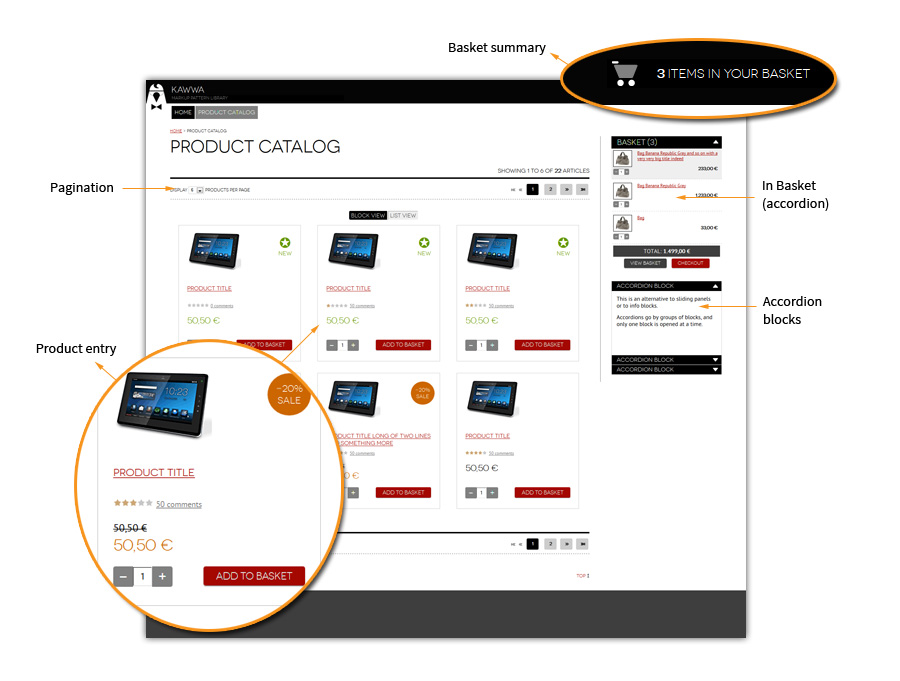 Basket summary
3 ITEMS IN YOUR BASKET
KAWWA
MARKUP PATTERN LIBRARY
HOME
PRODUCT CATALOG
HOME > PRODUCT CATALOG
PRODUCT CATALOG
SHOWING 1 TO 6 OF 22 ARTICLES
Pagination
DISPLAY 5 PRODUCTS PER PAGE
1 2
BLOCK VIEW LIST VIEW
NEW
PRODUCT TITLE
0 comments
50,50 €
ADD TO BASKET
NEW
PRODUCT TITLE
50 comments
50,50 €
− 1 +
ADD TO BASKET
NEW
PRODUCT TITLE
50 comments
50,50 €
− 1 +
ADD TO BASKET
BASKET (3)
Bag Banana Republic Grey and so on with a
very very big title indeed
− 1 +
233,00 €
Bag Banana Republic Grey
− 1 +
1.233,00 €
Bag
− 1 +
33,00 €
TOTAL: 1.499,00 €
VIEW BASKET
CHECKOUT
In Basket
(accordion)
ACCORDION BLOCK
This is an alternative to sliding panels
or to info blocks.
Accordions go by groups of blocks, and
only one block is opened at a time.
ACCORDION BLOCK
ACCORDION BLOCK
Accordion
blocks
Product entry
−20%
SALE
PRODUCT TITLE
50 comments
50,50 €
50,50 €
− 1 +
ADD TO BASKET
−20%
SALE
ODUCT TITLE LONG OF TWO LINES
SOMETHING MORE
50 comments
€
+
ADD TO BASKET
PRODUCT TITLE
50 comments
50,50 €
− 1 +
ADD TO BASKET
1 2
TOP